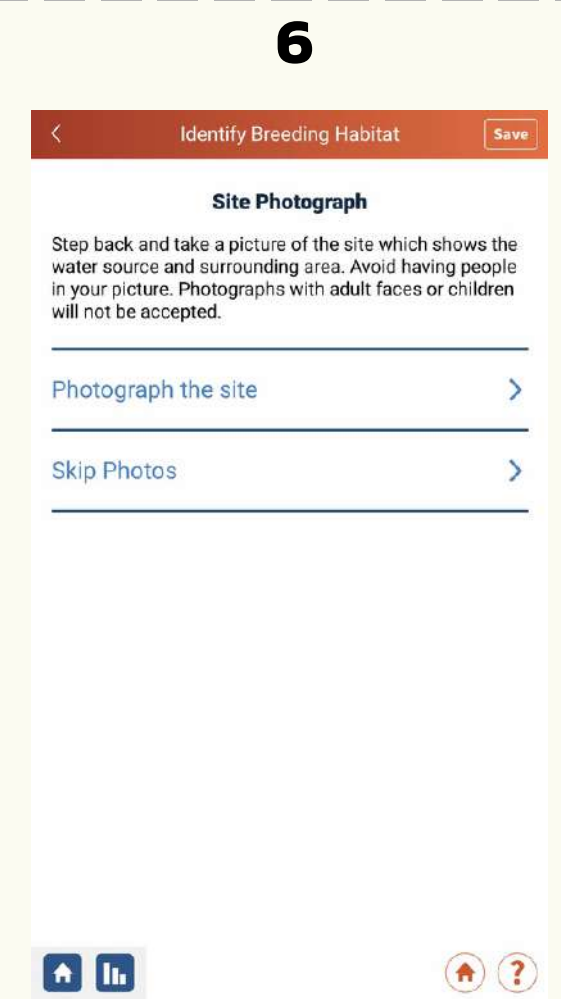 6
Identify Breeding Habitat
Save
Site Photograph
Step back and take a picture of the site which shows the
water source and surrounding area. Avoid having people
in your picture. Photographs with adult faces or children
will not be accepted.
Photograph the site
Skip Photos
?